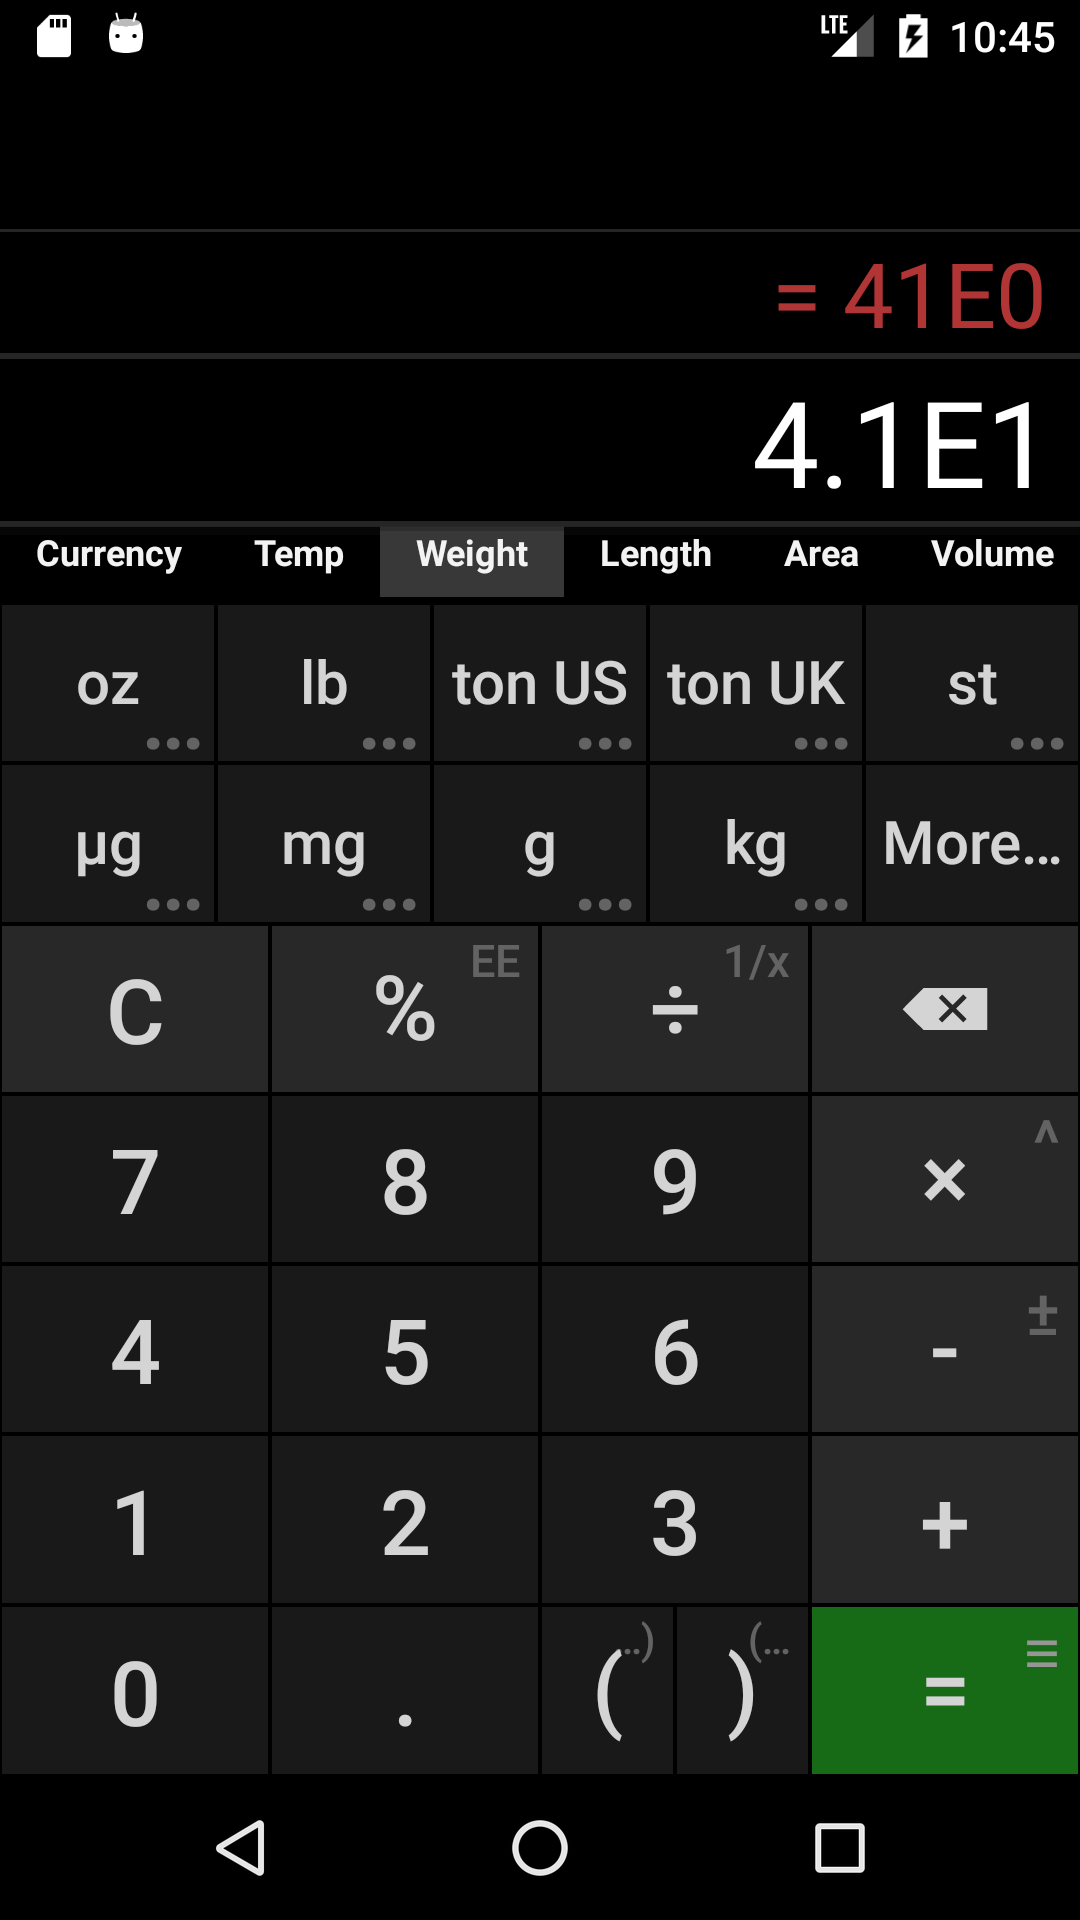 LTE 10:45
= 41E0
4.1E1
Currency Temp Weight Length Area Volume
oz lb ton US ton UK st
µg mg g kg More...
C % EE ÷ 1/x
7 8 9 × ^
4 5 6 - ±
1 2 3 +
0 . ( ..) ) (... = ≡